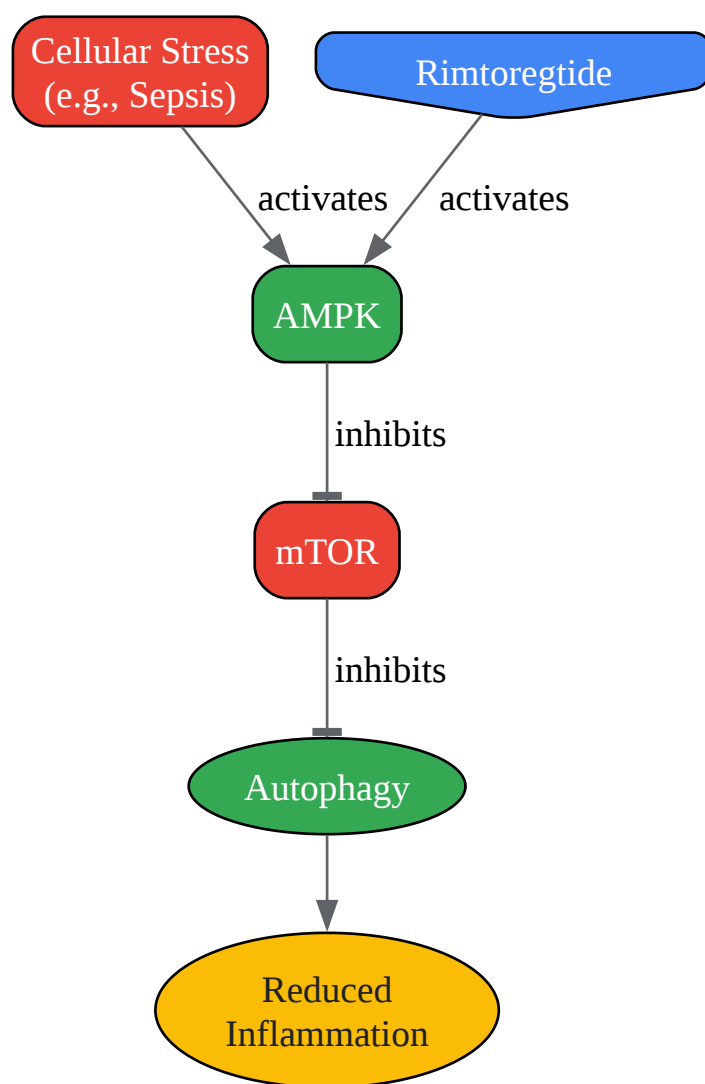 Cellular Stress
(e.g., Sepsis)
Rimtoregtide
activates
activates
AMPK
inhibits
mTOR
inhibits
Autophagy
Reduced
Inflammation